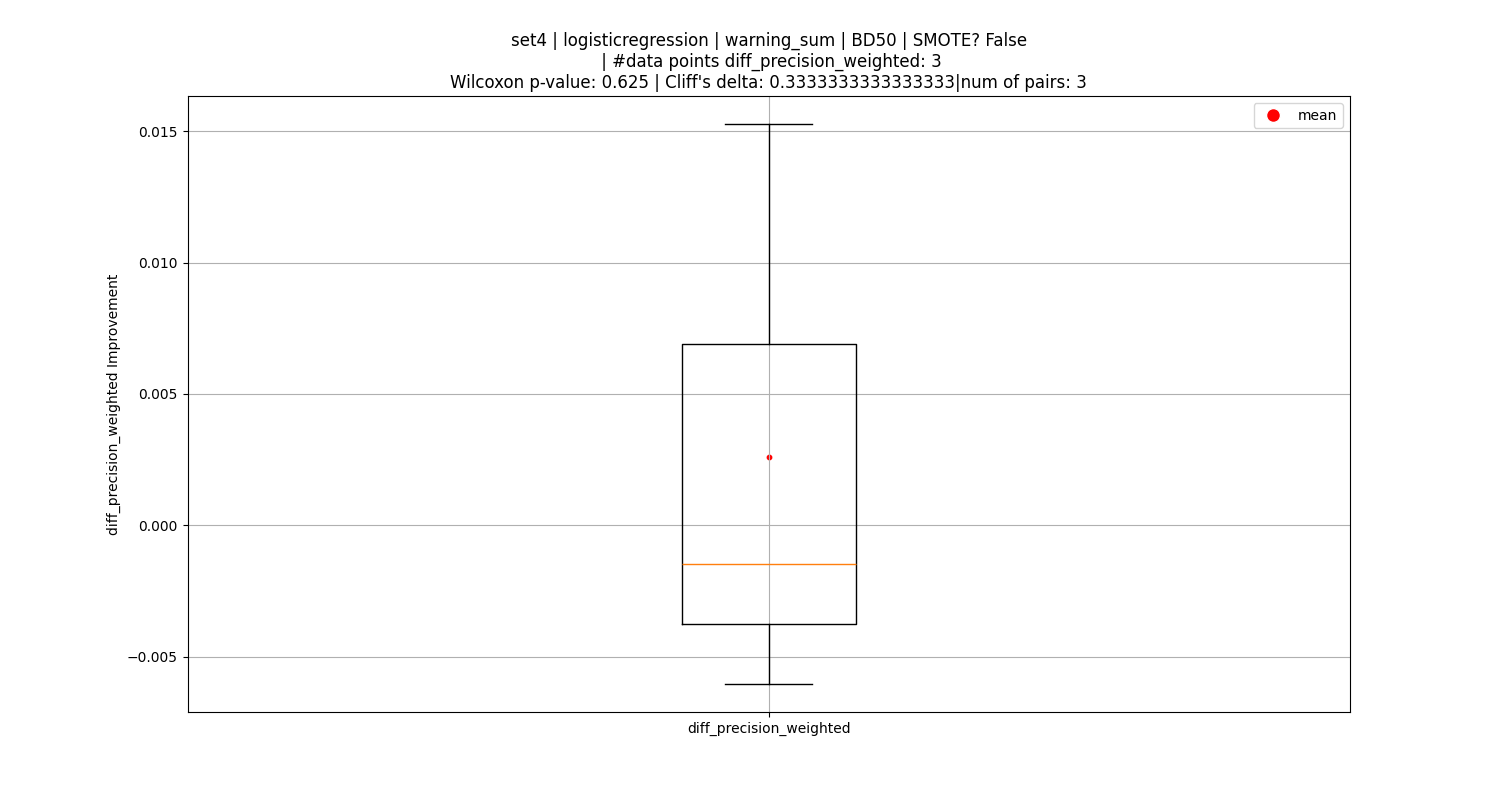 set4 | logisticregression | warning_sum | BD50 | SMOTE? False
| #data points diff_precision_weighted: 3
Wilcoxon p-value: 0.625 | Cliff's delta: 0.3333333333333333|num of pairs: 3
mean
0.015
0.010
0.005
0.000
−0.005
diff_precision_weighted Improvement
diff_precision_weighted